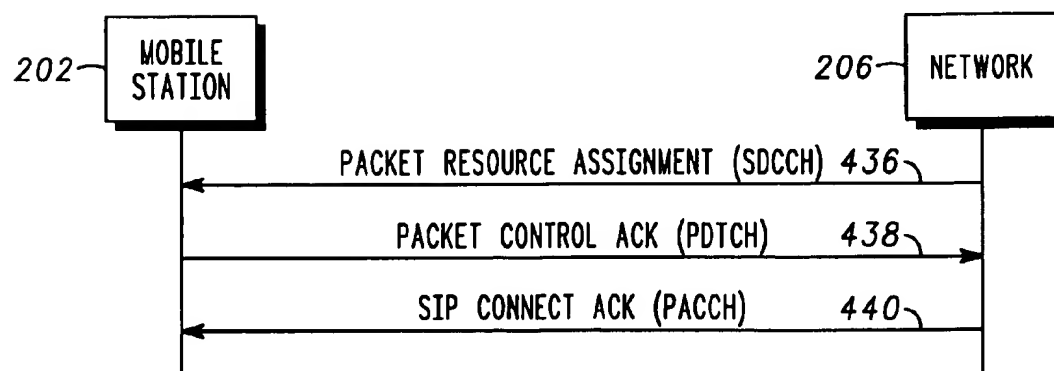 MOBILE
STATION
202
NETWORK
206
PACKET RESOURCE ASSIGNMENT (SDCCH) 436
PACKET CONTROL ACK (PDTCH) 438
SIP CONNECT ACK (PACCH) 440